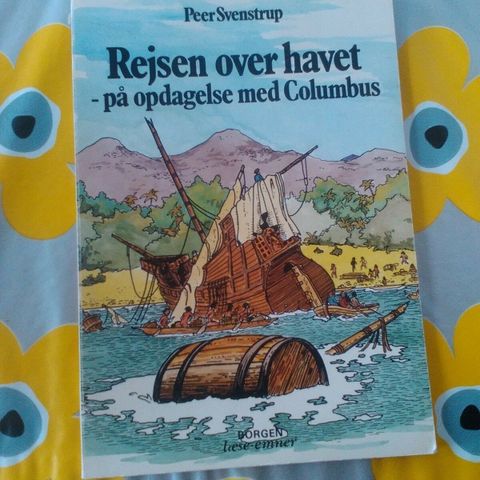 Peer Svenstrup
Rejsen over havet
- på opdagelse med Columbus
BORGEN
læse-emner